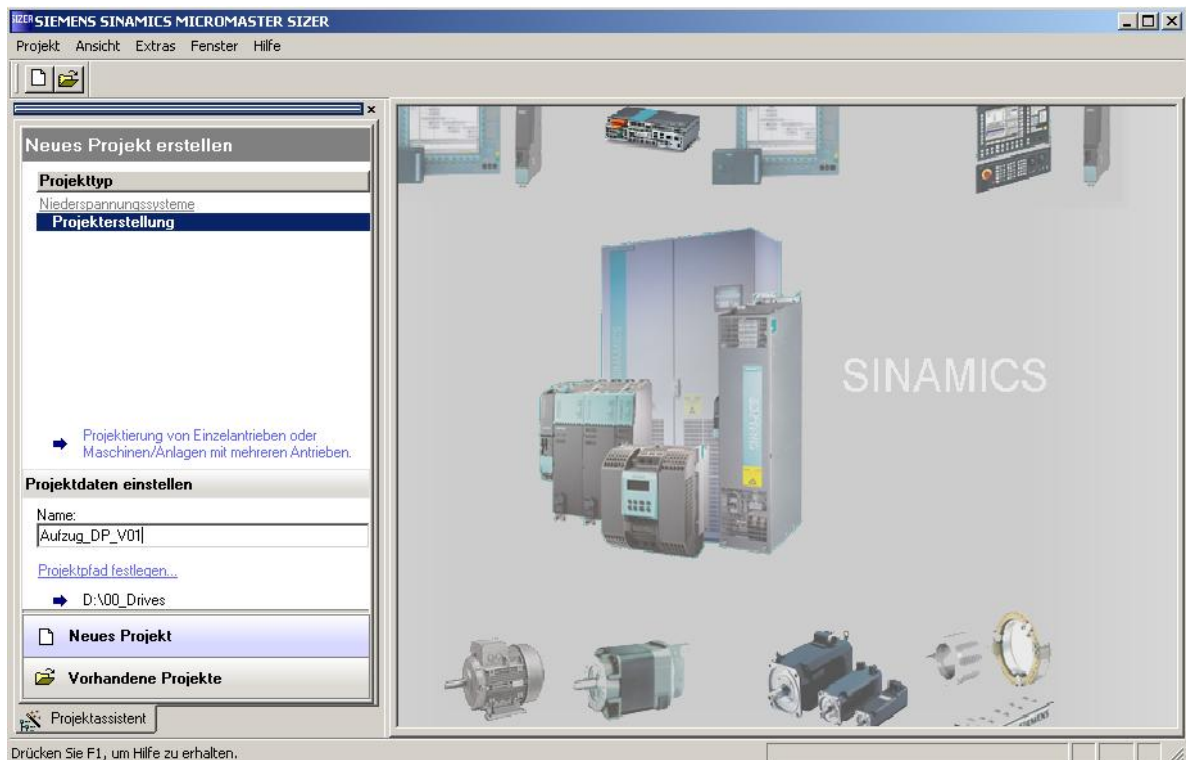 SIEMENS SINAMICS MICROMASTER SIZER
Projekt Ansicht Extras Fenster Hilfe
Neues Projekt erstellen
Projekttyp
Niederspannungssysteme
Projekterstellung
SINAMICS
Projektierung von Einzelantrieben oder
Maschinen/Anlagen mit mehreren Antrieben.
Projektdaten einstellen
Name:
Aufzug_DP_V01
Projektpfad festlegen...
D:\00_Drives
Neues Projekt
Vorhandene Projekte
Projektassistent
SIEMENS
Drücken Sie F1, um Hilfe zu erhalten.